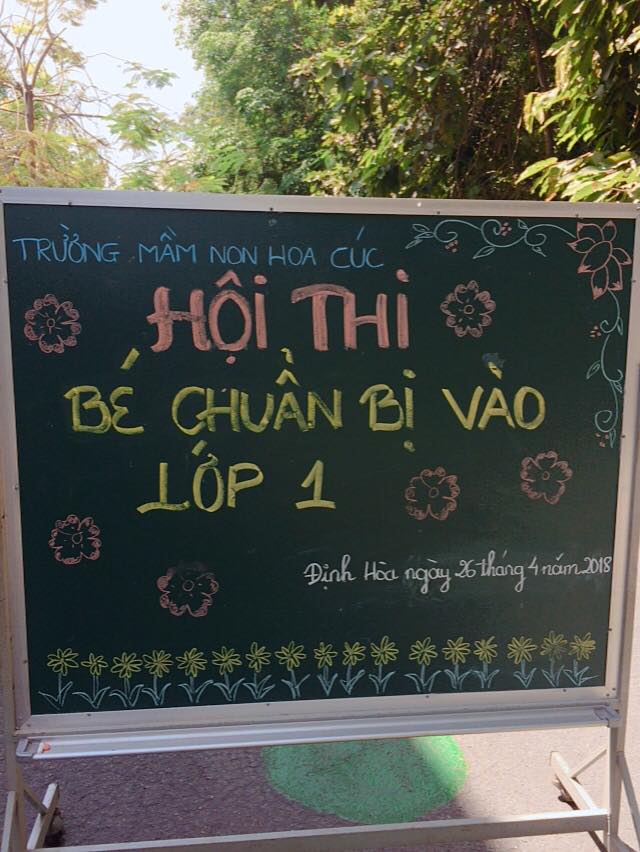 TRƯỜNG MẦM NON HOA CÚC
HỘI THI
BÉ CHUẨN BỊ VÀO
LỚP 1
Định Hòa ngày 26 tháng 4 năm 2018